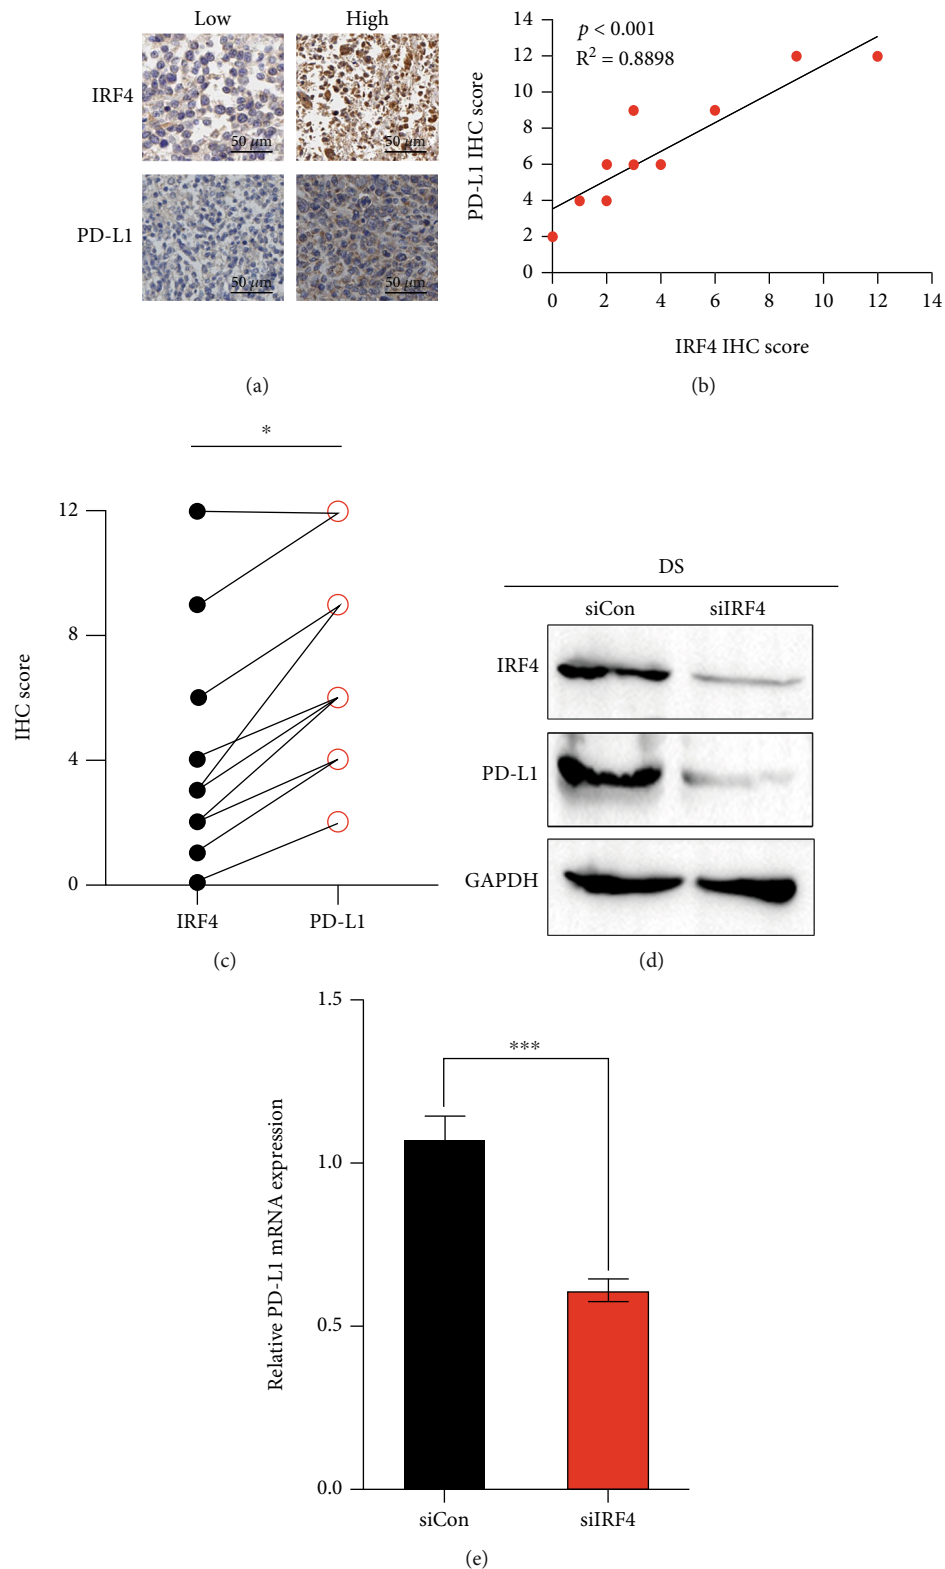 Low High
IRF4
50 μm 50 μm
PD-L1
50 μm 50 μm
(a)
14
12
10
8
6
4
2
0
PD-L1 IHC score
p < 0.001
R² = 0.8898
0 2 4 6 8 10 12 14
IRF4 IHC score
(b)
*
12
8
4
0
IHC score
IRF4 PD-L1
(c)
DS
siCon siIRF4
IRF4
PD-L1
GAPDH
(d)
1.5
1.0
0.5
0.0
Relative PD-L1 mRNA expression
***
siCon siIRF4
(e)